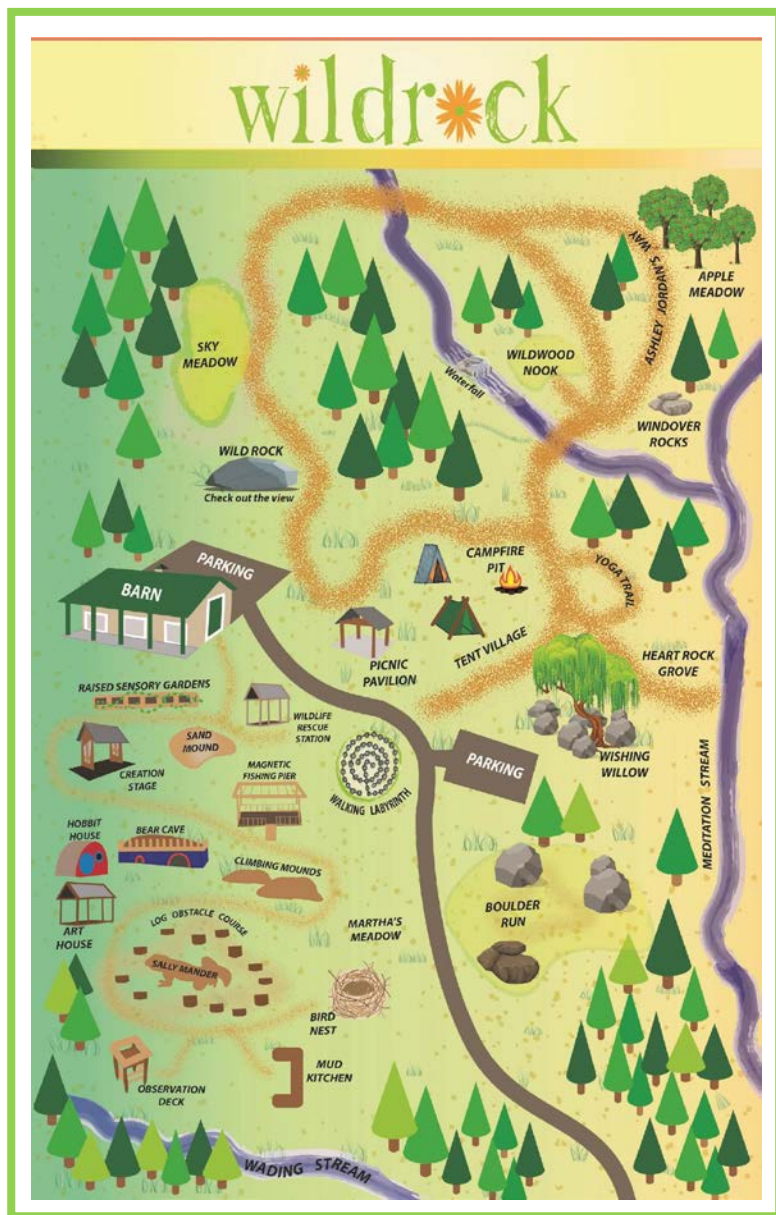 wildrock
ASHLEY JORDAN'S WAY
APPLE
MEADOW
SKY
MEADOW
WILDWOOD
NOOK
Waterfall
WINDOVER
ROCKS
WILD ROCK
Check out the view
PARKING
BARN
CAMPFIRE
PIT
YOGA TRAIL
TENT VILLAGE
PICNIC
PAVILION
HEART ROCK
GROVE
RAISED SENSORY GARDENS
WILDLIFE
RESCUE
STATION
SAND
MOUND
CREATION
STAGE
MAGNETIC
FISHING PIER
WALKING LABYRINTH
PARKING
WISHING
WILLOW
MEDITATION STREAM
HOBBIT
HOUSE
BEAR CAVE
CLIMBING MOUNDS
ART
HOUSE
LOG OBSTACLE COURSE
SALLY MANDER
MARTHA'S
MEADOW
BOULDER
RUN
BIRD
NEST
MUD
KITCHEN
OBSERVATION
DECK
WADING STREAM